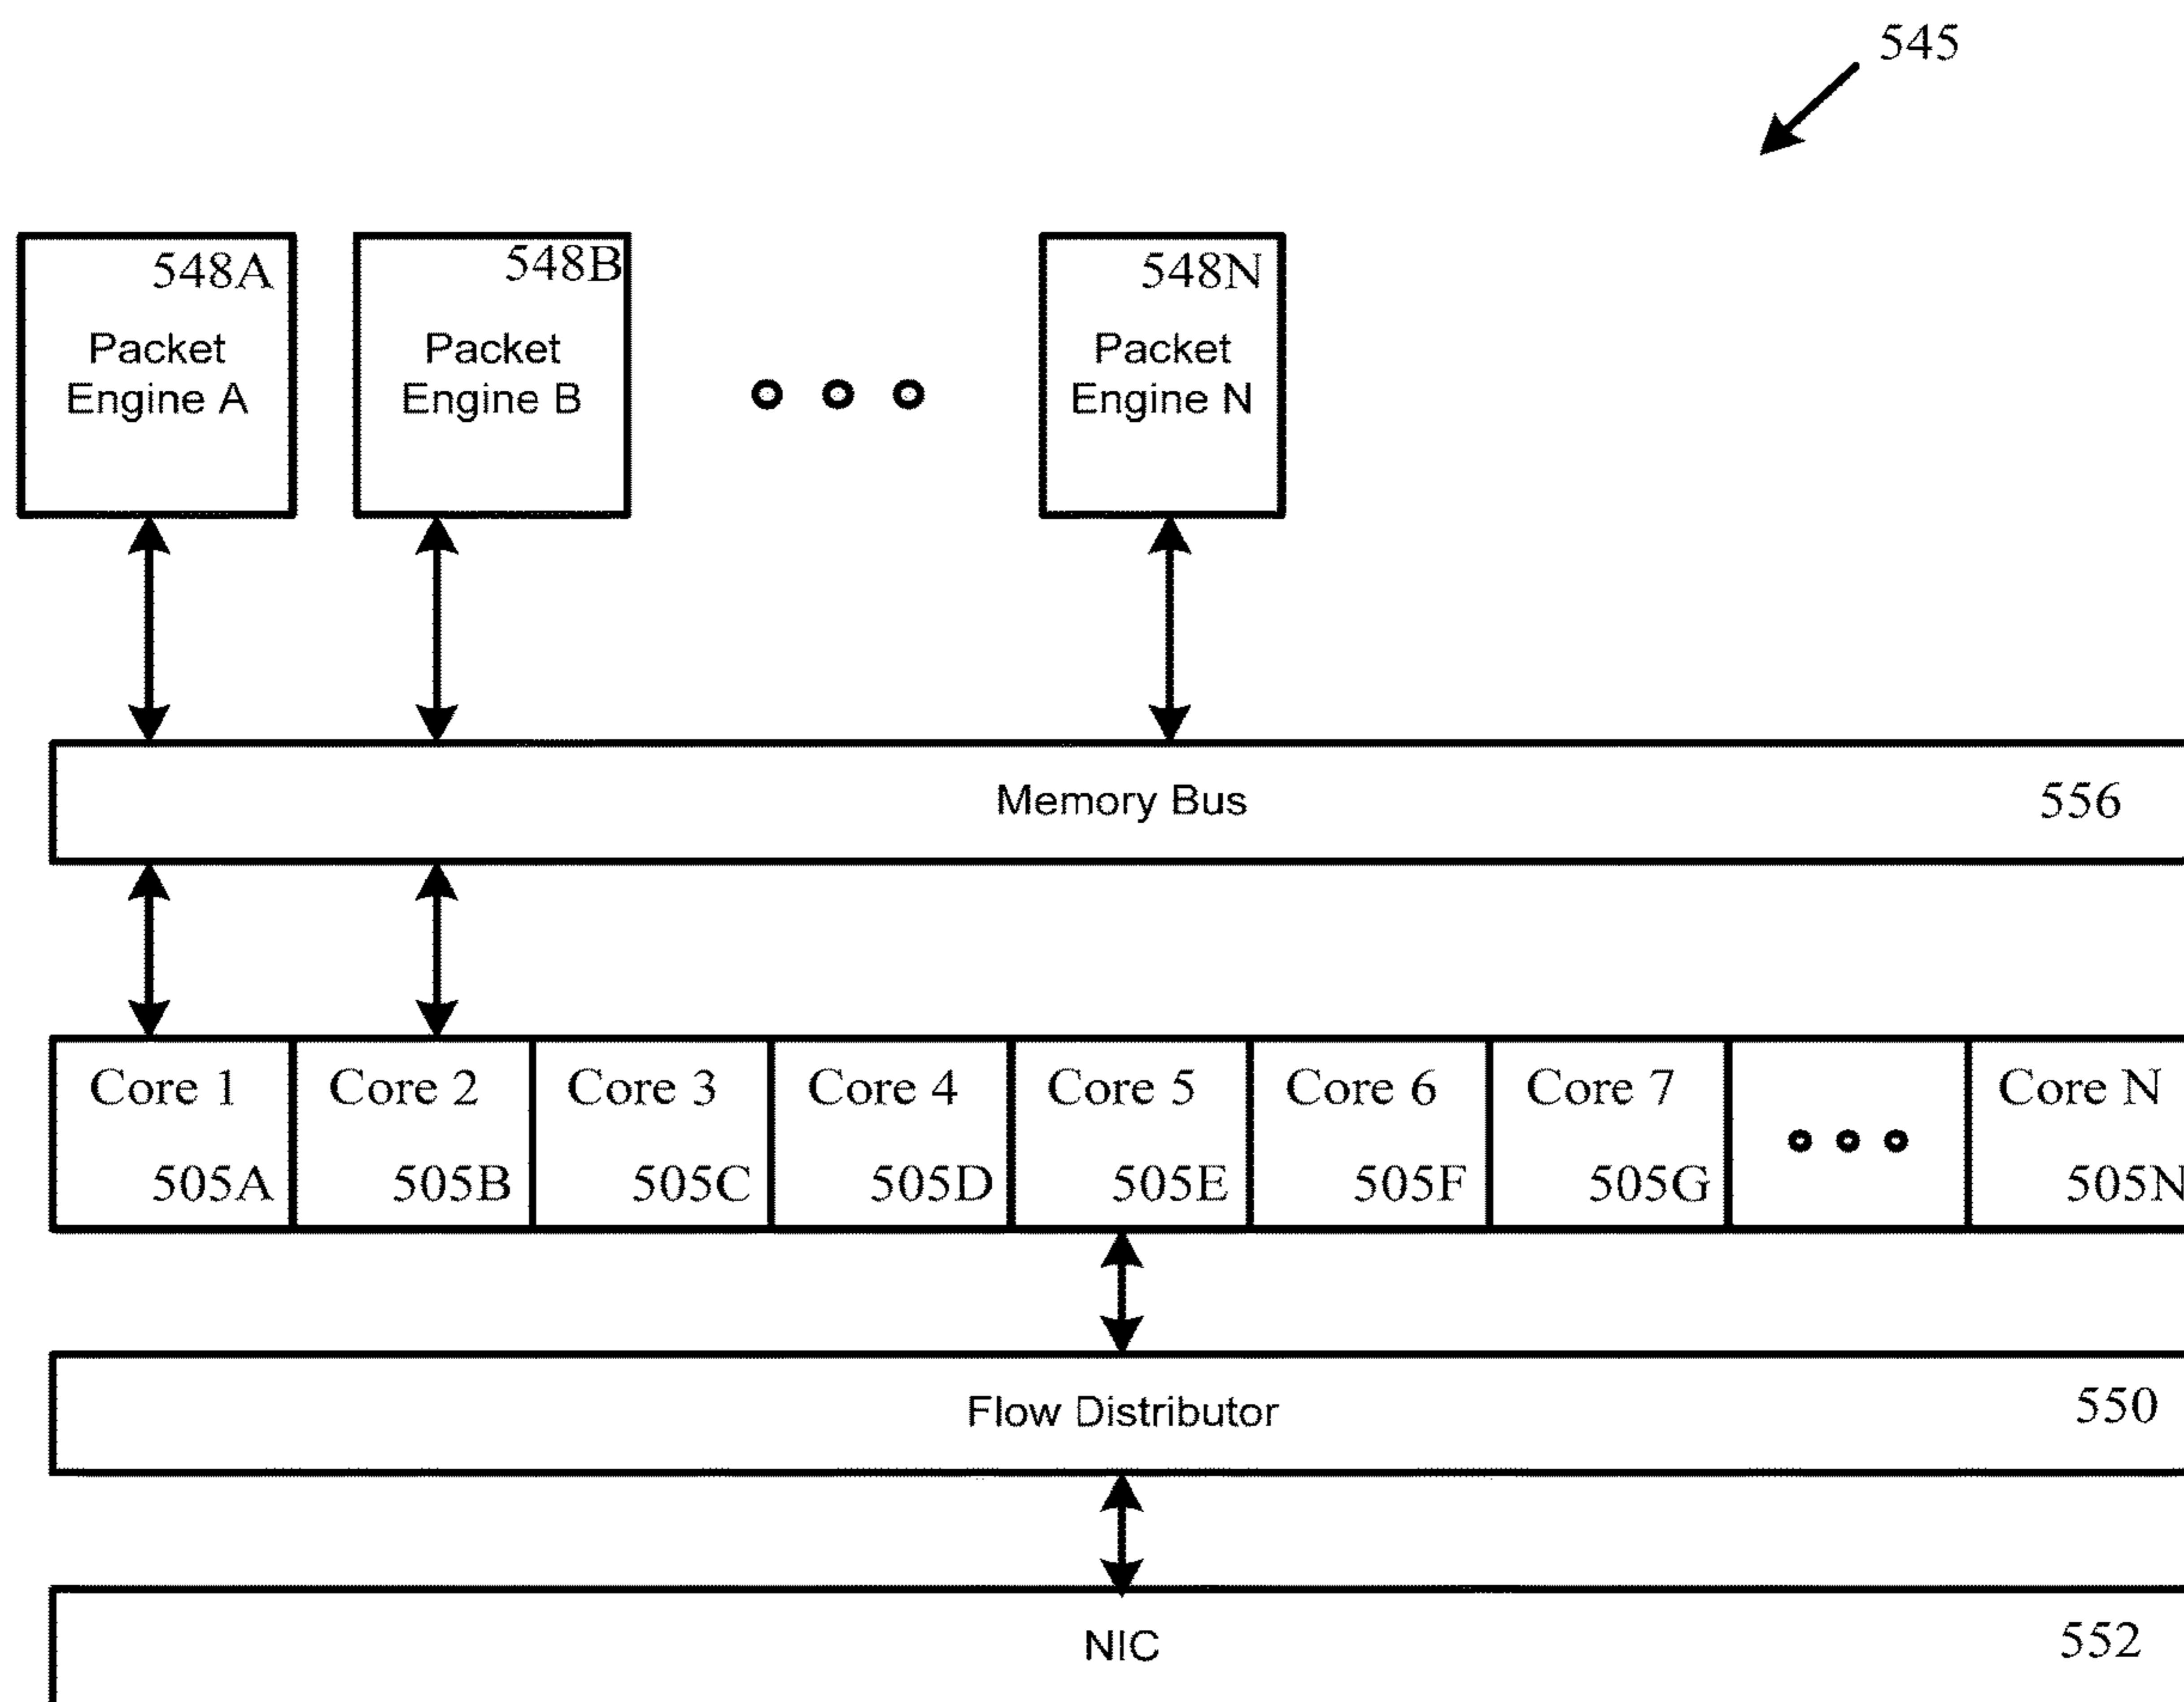 545
548A
Packet
Engine A
548B
Packet
Engine B
548N
Packet
Engine N
Memory Bus 556
Core 1 Core 2 Core 3 Core 4 Core 5 Core 6 Core 7 Core N
505A 505B 505C 505D 505E 505F 505G 505N
Flow Distributor 550
NIC 552